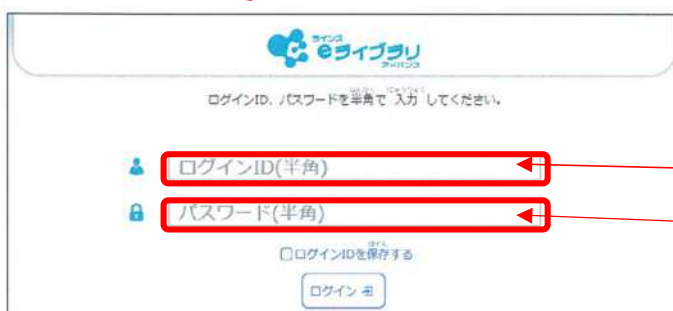 ラインズ
eライブラリ
アドバンス
ログインID、パスワードを半角で 入力 してください。
ログインID(半角)
パスワード(半角)
ログインIDを保存する
ログイン